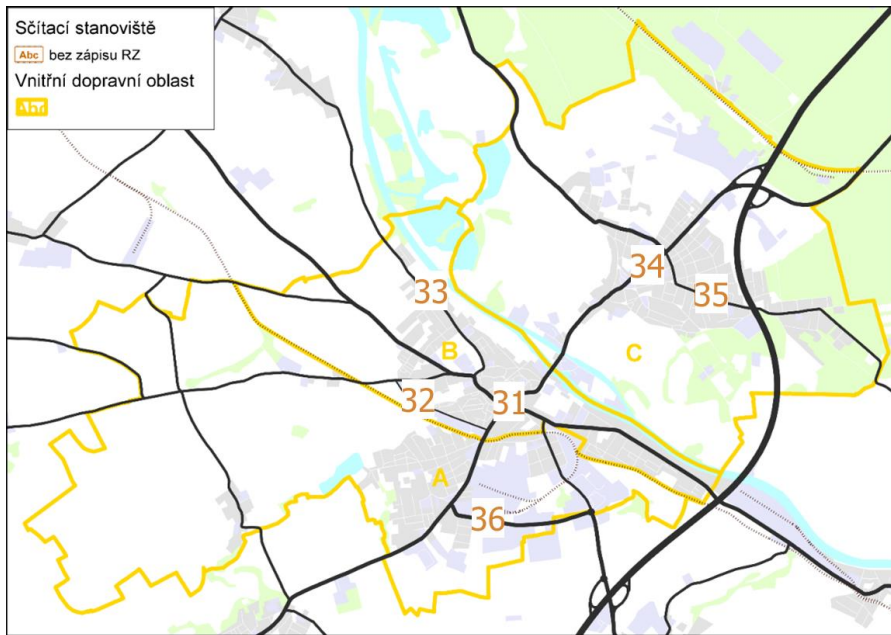 Sčítací stanoviště
Abc bez zápisu RZ
Vnitřní dopravní oblast
Abc
34
35
33
B
C
32
31
A
36